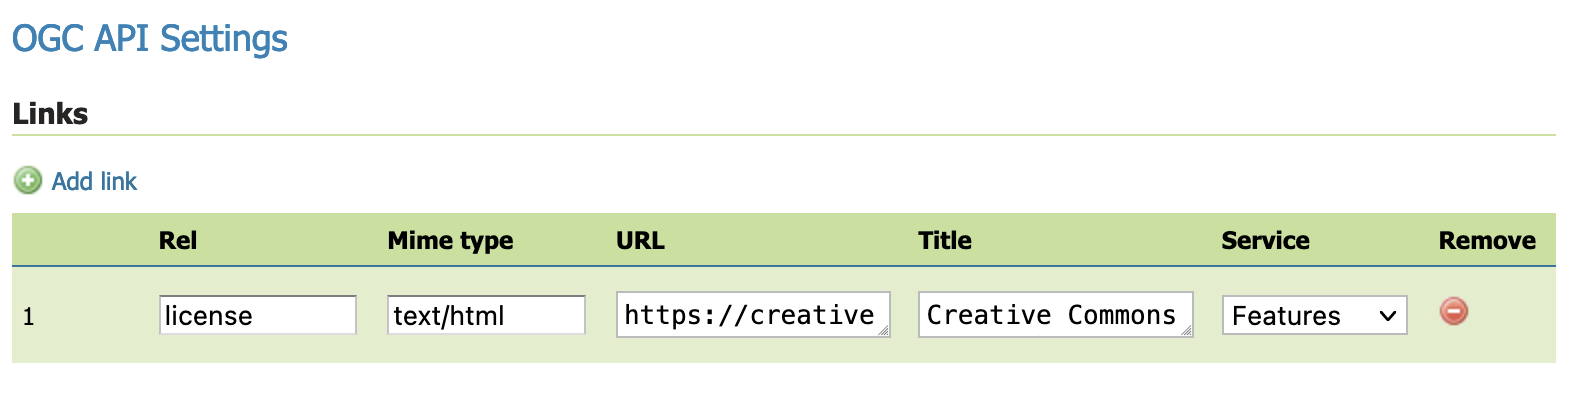 OGC API Settings
Links
Add link
Rel Mime type URL Title Service Remove
1 license text/html https://creative Creative Commons Features